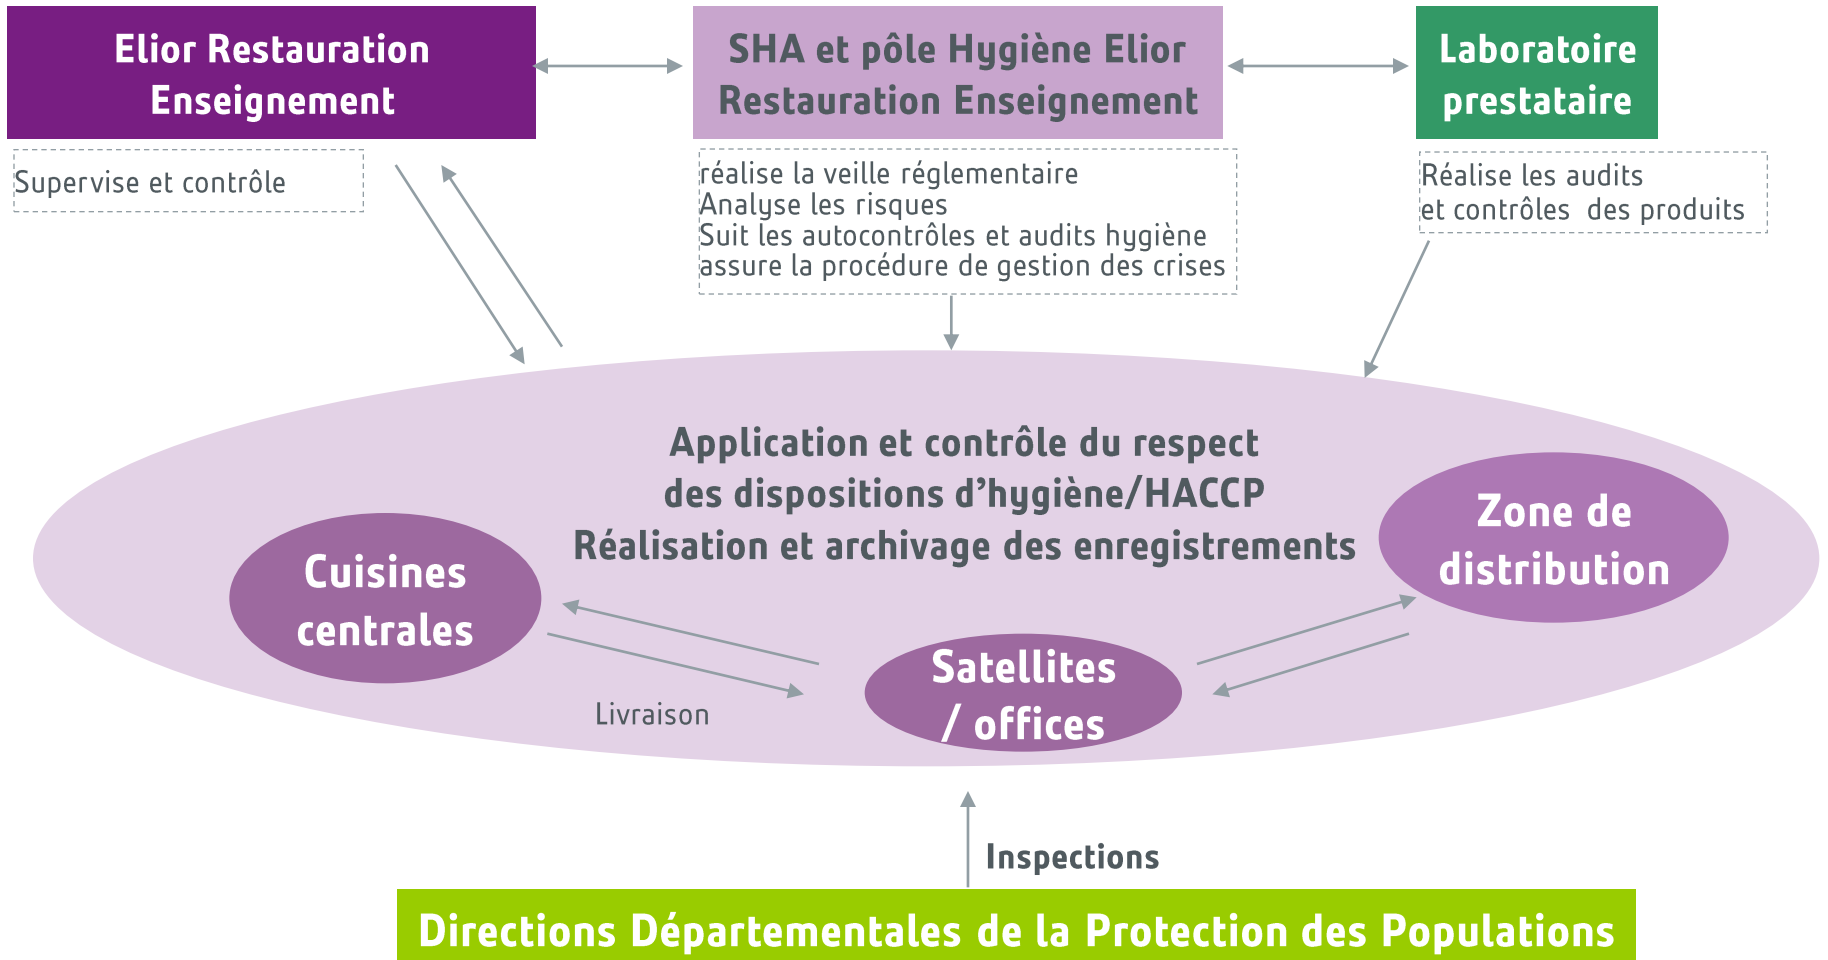 Elior Restauration
Enseignement
SHA et pôle Hygiène Elior
Restauration Enseignement
Laboratoire
prestataire
Supervise et contrôle
réalise la veille réglementaire
Analyse les risques
Suit les autocontrôles et audits hygiène
assure la procédure de gestion des crises
Réalise les audits
et contrôles des produits
Application et contrôle du respect
des dispositions d’hygiène/HACCP
Réalisation et archivage des enregistrements
Cuisines
centrales
Zone de
distribution
Satellites
/ offices
Livraison
Inspections
Directions Départementales de la Protection des Populations